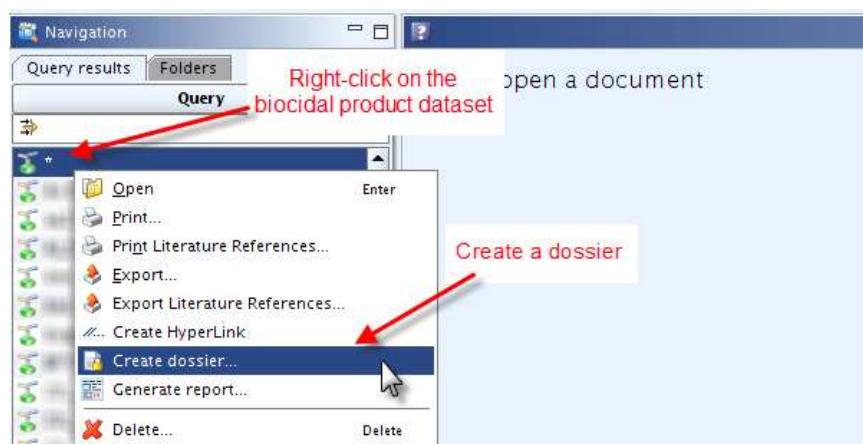 Navigation
Query results Folders
Right-click on the
biocidal product dataset
open a document
Query
*
Open Enter
Print...
Print Literature References...
Export...
Export Literature References...
Create a dossier
Create HyperLink
Create dossier...
Generate report...
Delete... Delete